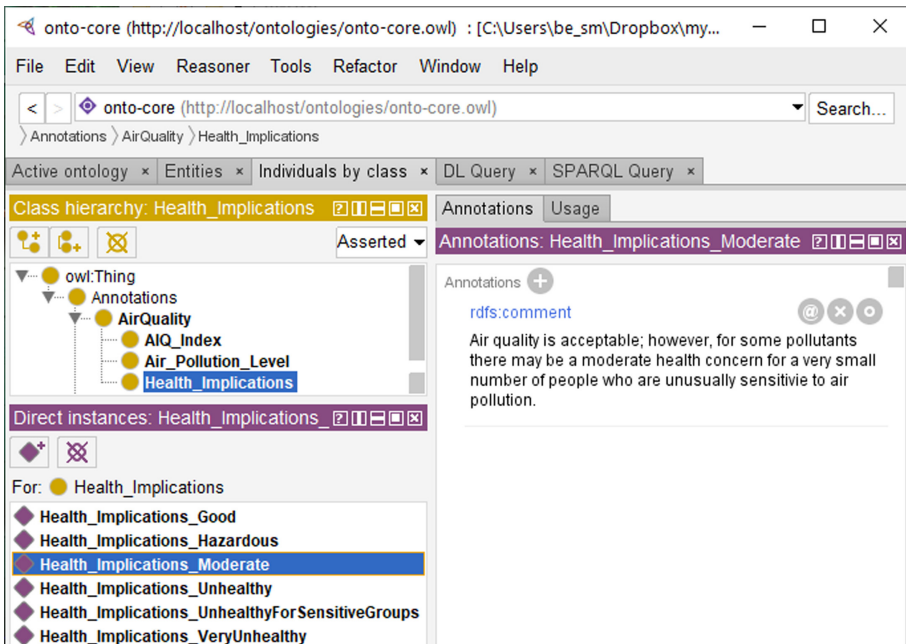 onto-core (http://localhost/ontologies/onto-core.owl) : [C:\Users\be_sm\Dropbox\my...
File Edit View Reasoner Tools Refactor Window Help
< > onto-core (http://localhost/ontologies/onto-core.owl) Search...
Annotations AirQuality Health_Implications
Active ontology × Entities × Individuals by class × DL Query × SPARQL Query ×
Class hierarchy: Health_Implications
Asserted
owl:Thing
Annotations
AirQuality
AIQ_Index
Air_Pollution_Level
Health_Implications
Direct instances: Health_Implications_
For: Health_Implications
Health_Implications_Good
Health_Implications_Hazardous
Health_Implications_Moderate
Health_Implications_Unhealthy
Health_Implications_UnhealthyForSensitiveGroups
Health_Implications_VeryUnhealthy
Annotations Usage
Annotations: Health_Implications_Moderate
Annotations
rdfs:comment
Air quality is acceptable; however, for some pollutants
there may be a moderate health concern for a very small
number of people who are unusually sensitivie to air
pollution.